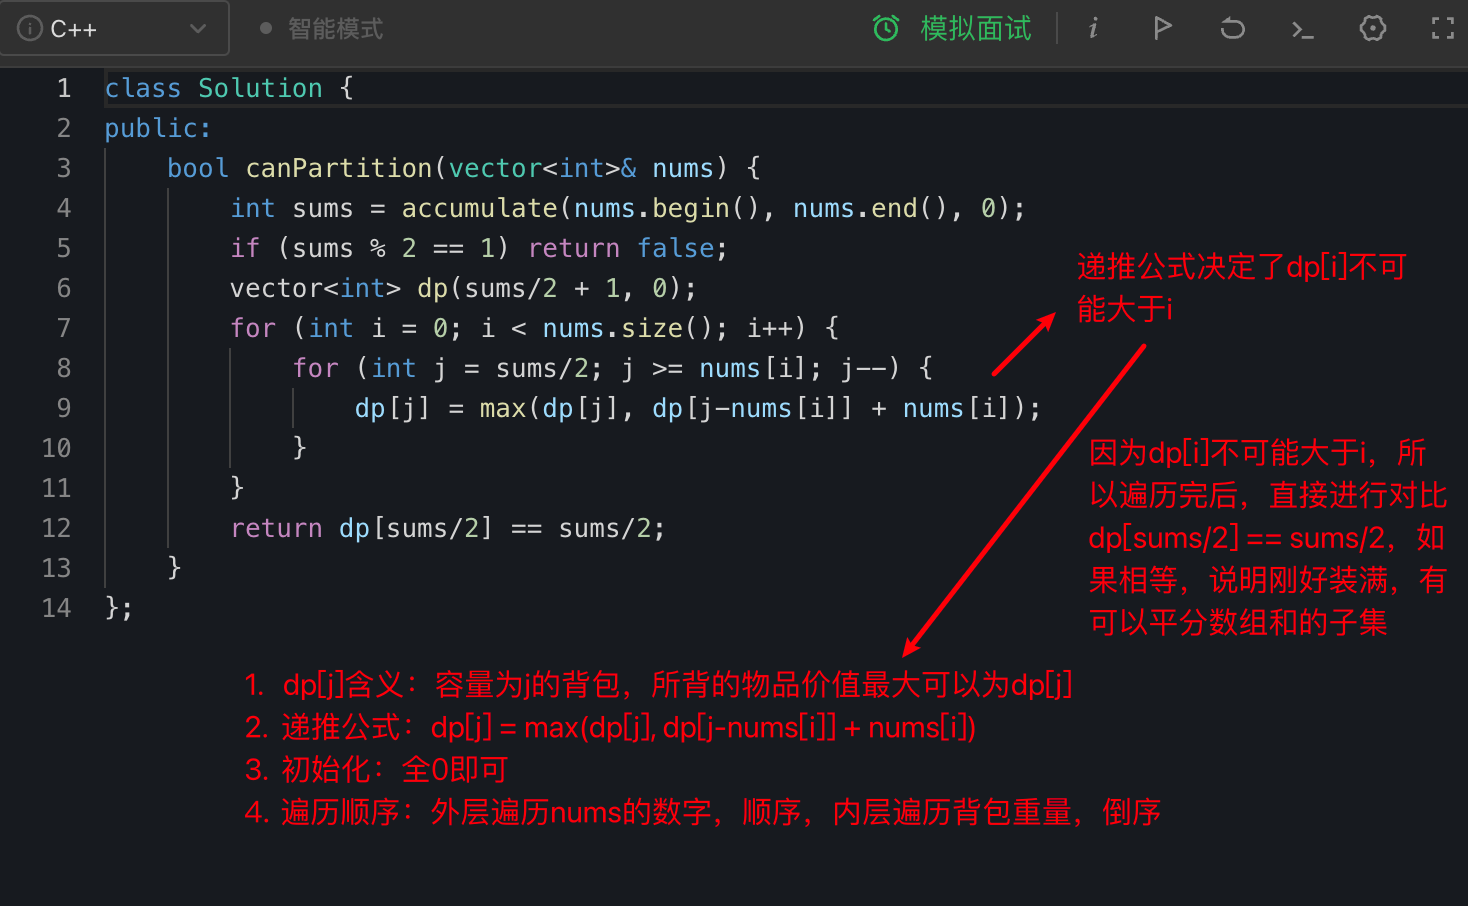 C++ 智能模式 模拟面试
1 class Solution {
2 public:
3 bool canPartition(vector<int>& nums) {
4 int sums = accumulate(nums.begin(), nums.end(), 0);
5 if (sums % 2 == 1) return false;
6 vector<int> dp(sums/2 + 1, 0);
7 for (int i = 0; i < nums.size(); i++) {
8 for (int j = sums/2; j >= nums[i]; j--) {
9 dp[j] = max(dp[j], dp[j-nums[i]] + nums[i]);
10 }
11 }
12 return dp[sums/2] == sums/2;
13 }
14 };
递推公式决定了dp[i]不可
能大于i
因为dp[i]不可能大于i，所
以遍历完后，直接进行对比
dp[sums/2] == sums/2，如
果相等，说明刚好装满，有
可以平分数组和的子集
1. dp[j]含义：容量为j的背包，所背的物品价值最大可以为dp[j]
2. 递推公式：dp[j] = max(dp[j], dp[j-nums[i]] + nums[i])
3. 初始化：全0即可
4. 遍历顺序：外层遍历nums的数字，顺序，内层遍历背包重量，倒序